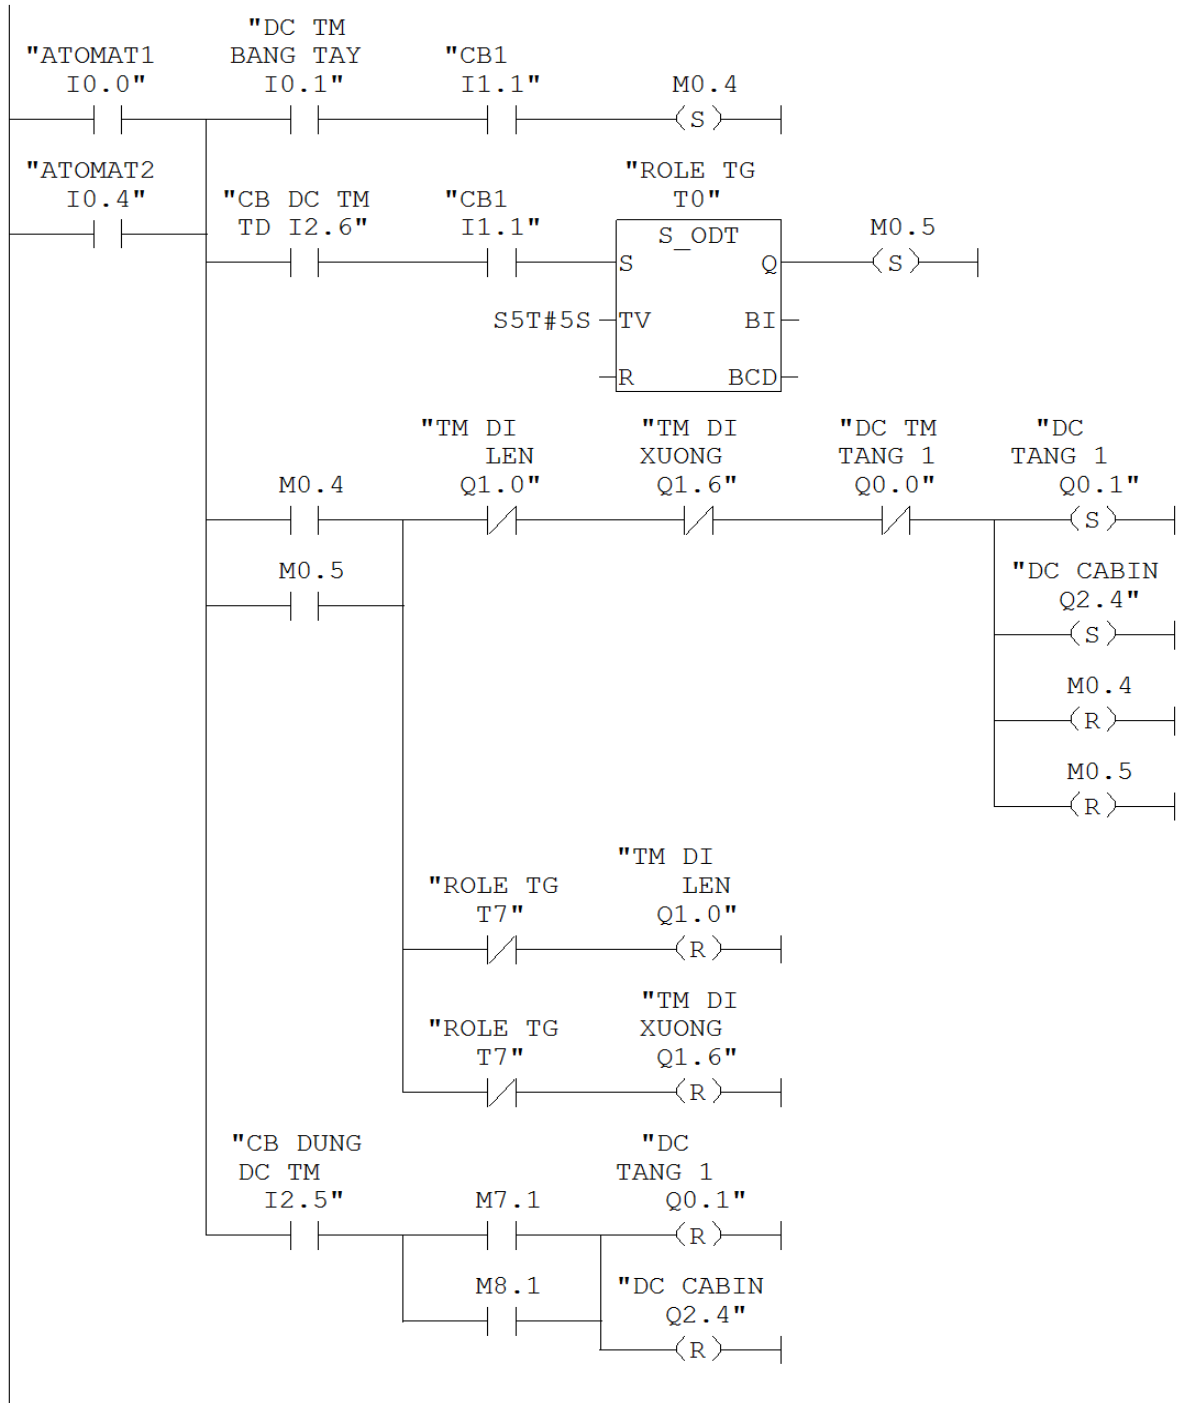 "DC TM
"ATOMAT1 BANG TAY "CB1
I0.0" I0.1" I1.1" M0.4
S
"ATOMAT2 "ROLE TG
I0.4" "CB DC TM "CB1 T0"
TD I2.6" I1.1" S_ODT M0.5
S Q S
S5T#5S TV BI
R BCD
"TM DI "TM DI "DC TM "DC
LEN XUONG TANG 1 TANG 1
M0.4 Q1.0" Q1.6" Q0.0" Q0.1"
S
M0.5 "DC CABIN
Q2.4"
S
M0.4
R
M0.5
R
"TM DI
"ROLE TG LEN
T7" Q1.0"
R
"TM DI
"ROLE TG XUONG
T7" Q1.6"
R
"CB DUNG "DC
DC TM TANG 1
I2.5" M7.1 Q0.1"
R
M8.1 "DC CABIN
Q2.4"
R